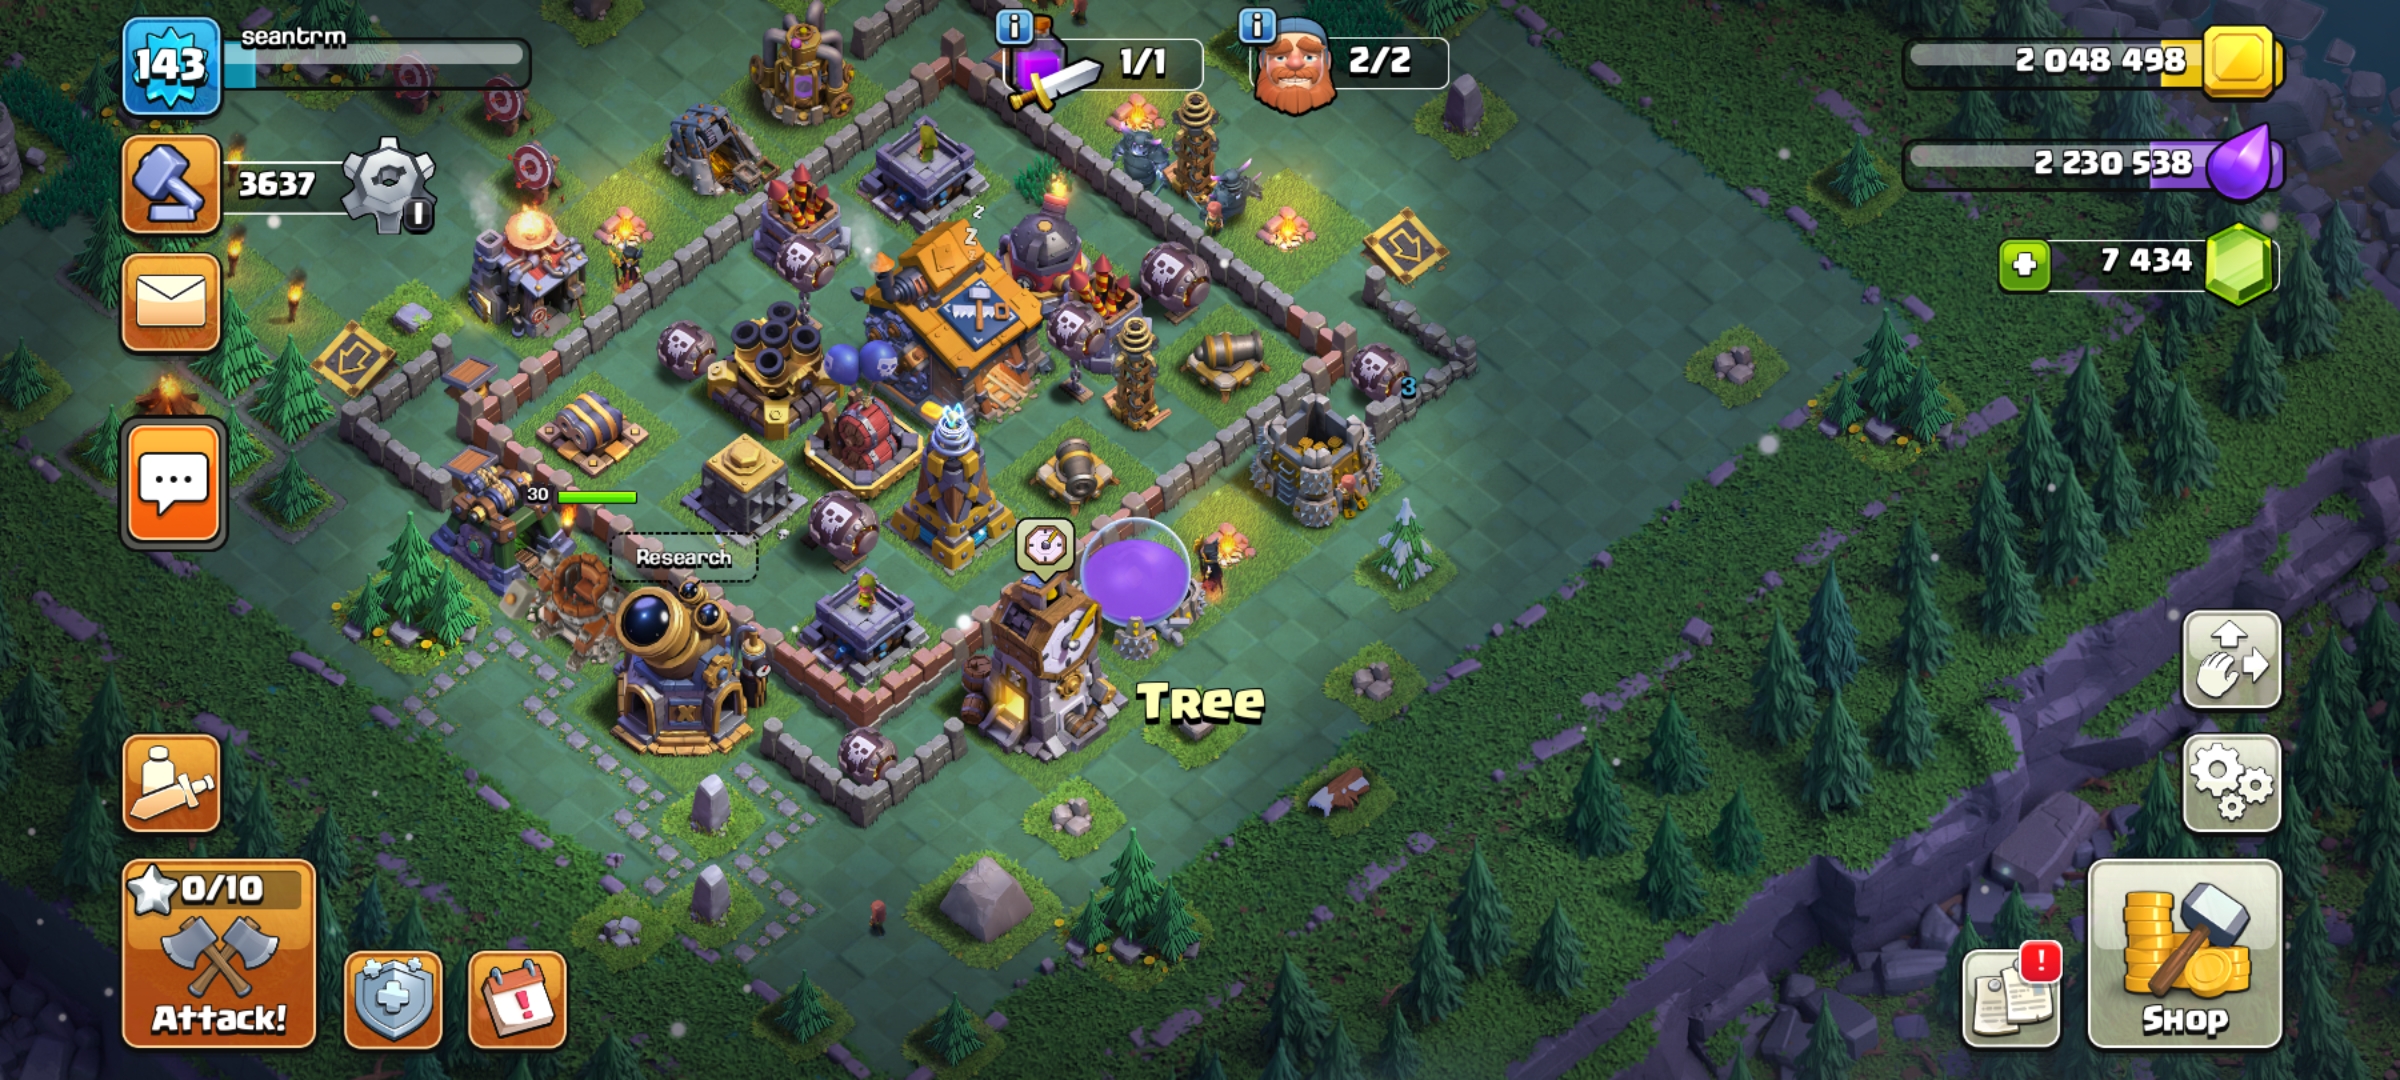 143
seantrm
1/1
2/2
2 048 498
3637
2 230 538
7 434
3
30
Research
Tree
0/10
Attack!
Shop